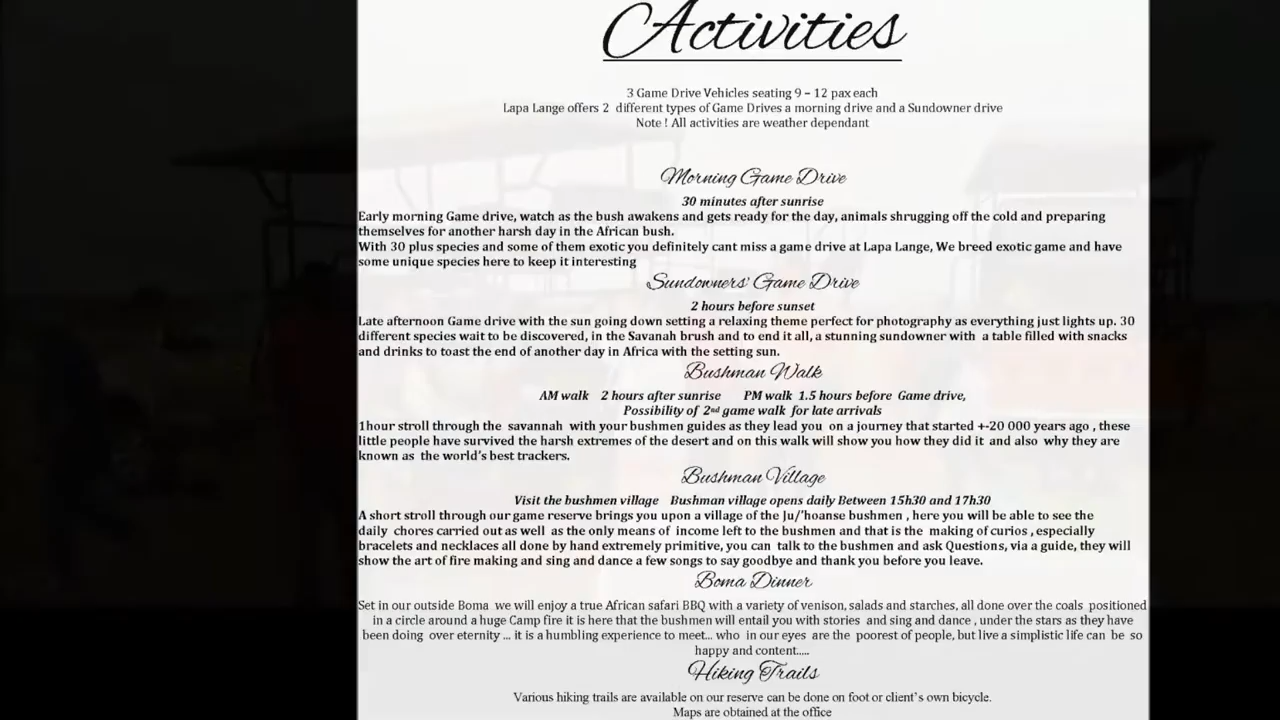 Activities
3 Game Drive Vehicles seating 9 – 12 pax each
Lapa Lange offers 2 different types of Game Drives a morning drive and a Sundowner drive
Note ! All activities are weather dependant
Morning Game Drive
30 minutes after sunrise
Early morning Game drive, watch as the bush awakens and gets ready for the day, animals shrugging off the cold and preparing
themselves for another harsh day in the African bush.
With 30 plus species and some of them exotic you definitely cant miss a game drive at Lapa Lange, We breed exotic game and have
some unique species here to keep it interesting
Sundowners' Game Drive
2 hours before sunset
Late afternoon Game drive with the sun going down setting a relaxing theme perfect for photography as everything just lights up. 30
different species wait to be discovered, in the Savanah brush and to end it all, a stunning sundowner with a table filled with snacks
and drinks to toast the end of another day in Africa with the setting sun.
Bushman Walk
AM walk 2 hours after sunrise PM walk 1.5 hours before Game drive,
Possibility of 2nd game walk for late arrivals
1hour stroll through the savannah with your bushmen guides as they lead you on a journey that started +-20 000 years ago , these
little people have survived the harsh extremes of the desert and on this walk will show you how they did it and also why they are
known as the world's best trackers.
Bushman Village
Visit the bushmen village Bushman village opens daily Between 15h30 and 17h30
A short stroll through our game reserve brings you upon a village of the Ju/'hoanse bushmen , here you will be able to see the
daily chores carried out as well as the only means of income left to the bushmen and that is the making of curios , especially
bracelets and necklaces all done by hand extremely primitive, you can talk to the bushmen and ask Questions, via a guide, they will
show the art of fire making and sing and dance a few songs to say goodbye and thank you before you leave.
Boma Dinner
Set in our outside Boma we will enjoy a true African safari BBQ with a variety of venison, salads and starches, all done over the coals positioned
in a circle around a huge Camp fire it is here that the bushmen will entail you with stories and sing and dance , under the stars as they have
been doing over eternity ... it is a humbling experience to meet... who in our eyes are the poorest of people, but live a simplistic life can be so
happy and content.....
Hiking Trails
Various hiking trails are available on our reserve can be done on foot or client's own bicycle.
Maps are obtained at the office